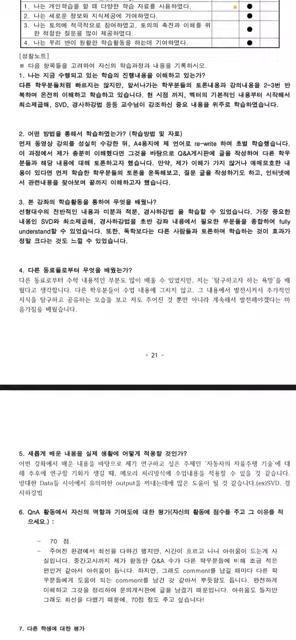 1. 나는 개인학습을 할 때 다양한 학습 자료를 사용하였다.
2. 나는 새로운 정보와 지식제공에 기여하였다.
3. 나는 토의에 적극적으로 참여하였고, 토의의 촉진과 이해를 위한 적절한 질문을 많이 제공하였다.
4. 나는 우리 반이 원활한 학습활동을 하는데 기여하였다.
[성찰노트]
※ 다음 항목들을 고려하여 자신의 학습과정과 내용을 기록하시오.
1. 나는 지금 수행되고 있는 학습의 진행내용을 이해하고 있는가?
다른 학우분들처럼 빠르지는 않지만, 앞서나가는 학우분들의 토론내용과 강의내용을 2~3번 반
복하며 온전히 이해하고 학습하고 있습니다. 현 시점 까지, 벡터의 기본적인 내용부터 시작해서
최소제곱해, SVD, 경사하강법 등등 교수님이 강조하신 중요 내용을 위주로 학습하였습니다.
2. 어떤 방법을 통해서 학습하였는가? (학습방법 및 자료)
먼저 동영상 강의를 성실히 수강한 뒤, A4용지에 제 언어로 re-write 하며 초벌 학습했습니다.
이 과정에서 제가 충분히 이해했다면 그것을 바탕으로 Q&A게시판에 글을 작성하여 다른 학우
분들과 해당 내용에 대해 토론하고자 했습니다. 만약, 제가 이해가 가지 않거나 애매모호한 내
용이 있다면 먼저 학습한 학우분들의 토론을 운독해보고, 질문 글을 작성하기도 하고, 인터넷에
서 관련내용을 찾아보며 끝까지 이해하고자 했습니다.
3. 본 강좌의 학습활동을 통하여 무엇을 배웠나?
선형대수의 전반적인 내용과 미분과 적분, 경사하강법 을 학습할 수 있었습니다. 가장 중요한
내용인 SVD와 최소제곱해, 경사하강법을 초반 강좌 내용에서 필요한 부분들을 종합하여 fully
understand할 수 있었습니다. 또한, 독학보다는 다른 사람들과 토론하며 학습하는 것이 효과가
정말 크다는 것도 느낄 수 있었습니다.
4. 다른 동료들로부터 무엇을 배웠는가?
다른 동료로부터 수학 내용적인 부분도 많이 배울 수 있었지만, 저는 '탐구하고자 하는 욕망'을 배
웠다고 생각합니다. 다른 학우분들이 수업 내용에 그치지 않고, 그 내용에서 발전시켜서 추가적인
지식을 탐구하고 공유하는 모습을 보고 저도 주어진 것 뿐만 아니라 계속해서 발전해야겠다는 마
음가짐을 배웠습니다.
- 21 -
5. 새롭게 배운 내용을 실제 생활에 어떻게 적용할 것인가?
이번 강좌에서 배운 내용을 바탕으로 제가 연구하고 싶은 주제인 '자동차의 자율주행 기술'에 대
해 추후에 연구할 기회가 생길 때, 메모리 처리방식에 수업내용을 적용할 수 있을 것 같습니다.
방대한 Data들 사이에서 유의미한 output을 꺼내는데에 많은 도움이 될 것 같습니다.(ex)SVD, 경
사하강법
6. QnA 활동에서 자신의 역할과 기여도에 대한 평가(자신의 활동에 점수를 주고 그 이유를 적
으세요.) :
- 70 점.
- 주어진 환경에서 최선을 다하긴 했지만, 시간이 흐르고 나니 아쉬움이 드는게 사
실입니다. 중간고사까지 제가 활동한 Q&A 수가 다른 학우분들에 비해 조금 적은
편인거 같아서 아쉬움이 듭니다. 하지만, 그래도 comment를 남길 때마다 다른 학
우분들에게 도움이 되는 comment를 남긴 것 같아서 뿌듯함도 듭니다. 완전하게
이해하고 그것을 정리하여 문의게시판에 글을 남겼기 때문입니다. 아쉬움도 들지만
그래도 최선을 다했기 때문에, 70점 정도 주고 싶습니다!
7. 다른 학생에 대한 평가